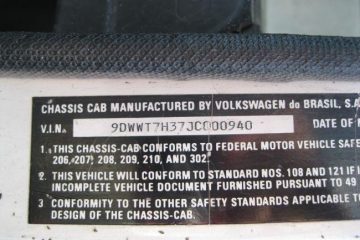 CHASSIS CAB MANUFACTURED BY VOLKSWAGEN do BRASIL, S.A
V.I.N. 9DWWT7H37JC000940 DATE OF
1. THIS CHASSIS-CAB CONFORMS TO FEDERAL MOTOR VEHICLE SAFE
206, 207, 208, 209, 210, AND 302.
2. THIS VEHICLE WILL CONFORM TO STANDARD NOS. 108 AND 121 IF I
INCOMPLETE VEHICLE DOCUMENT FURNISHED PURSUANT TO 49
3 CONFORMITY TO THE OTHER SAFETY STANDARDS APPLICABLE TO
DESIGN OF THE CHASSIS-CAB.